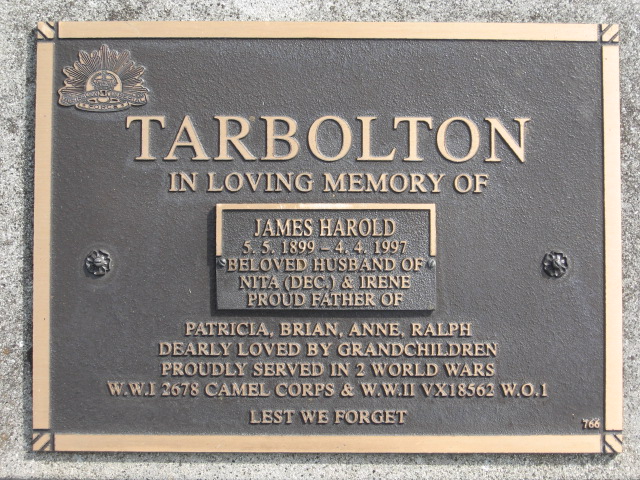 TARBOLTON
IN LOVING MEMORY OF
JAMES HAROLD
5. 5. 1899 – 4. 4. 1997
BELOVED HUSBAND OF
NITA (DEC.) & IRENE
PROUD FATHER OF
PATRICIA, BRIAN, ANNE, RALPH
DEARLY LOVED BY GRANDCHILDREN
PROUDLY SERVED IN 2 WORLD WARS
W.W.I 2678 CAMEL CORPS & W.W.II VX18562 W.O.1
LEST WE FORGET
766